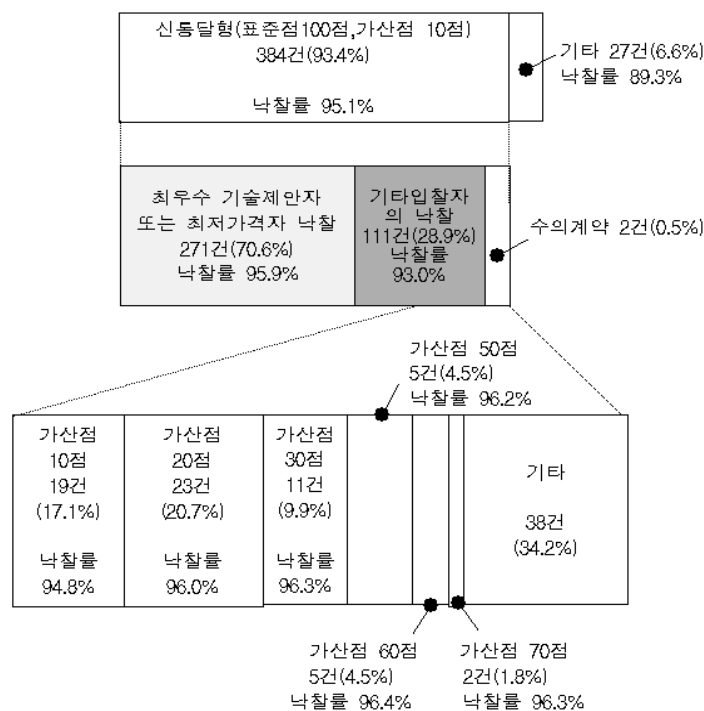 신통달형(표준점100점,가산점 10점)
384건(93.4%)
낙찰률 95.1%
기타 27건(6.6%)
낙찰률 89.3%
최우수 기술제안자
또는 최저가격자 낙찰
271건(70.6%)
낙찰률 95.9%
기타입찰자
의 낙찰
111건(28.9%)
낙찰률
93.0%
수의계약 2건(0.5%)
가산점 50점
5건(4.5%)
낙찰률 96.2%
가산점
10점
19건
(17.1%)
낙찰률
94.8%
가산점
20점
23건
(20.7%)
낙찰률
96.0%
가산점
30점
11건
(9.9%)
낙찰률
96.3%
기타
38건
(34.2%)
가산점 60점
5건(4.5%)
낙찰률 96.4%
가산점 70점
2건(1.8%)
낙찰률 96.3%